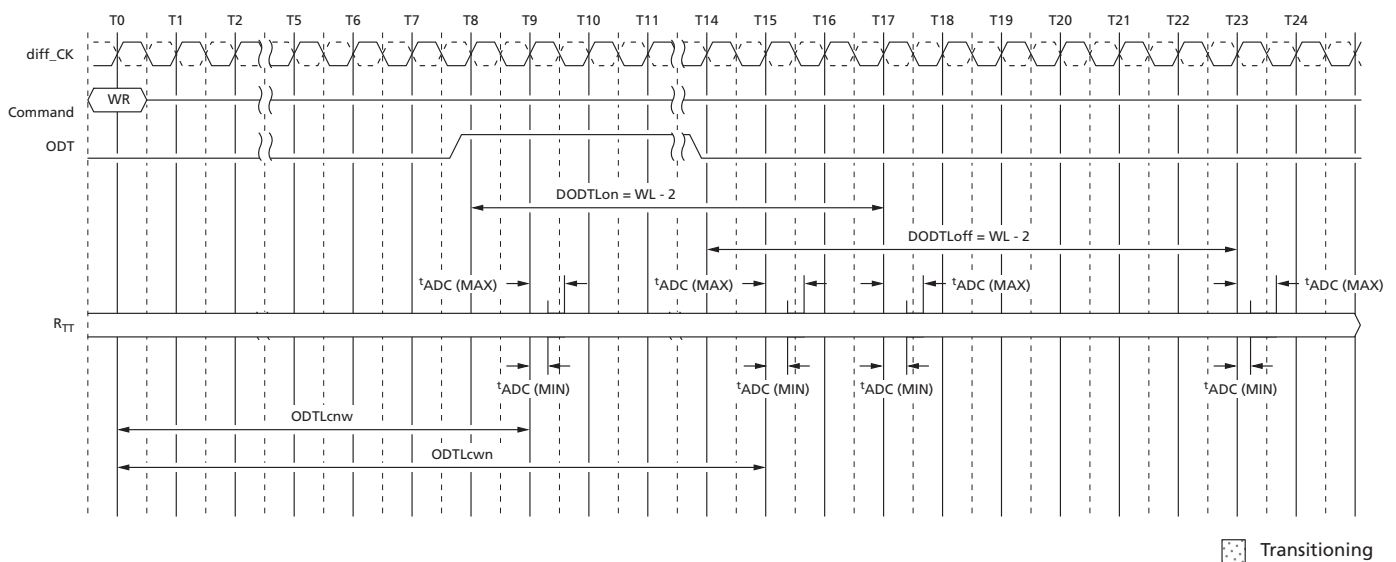 T0 T1 T2 T5 T6 T7 T8 T9 T10 T11 T14 T15 T16 T17 T18 T19 T20 T21 T22 T23 T24
diff_CK
WR
Command
ODT
DODTLon = WL - 2
DODTLoff = WL - 2
tADC (MAX) tADC (MAX) tADC (MAX) tADC (MAX)
RTT
tADC (MIN) tADC (MIN) tADC (MIN) tADC (MIN)
ODTLcnw
ODTLcwn
Transitioning